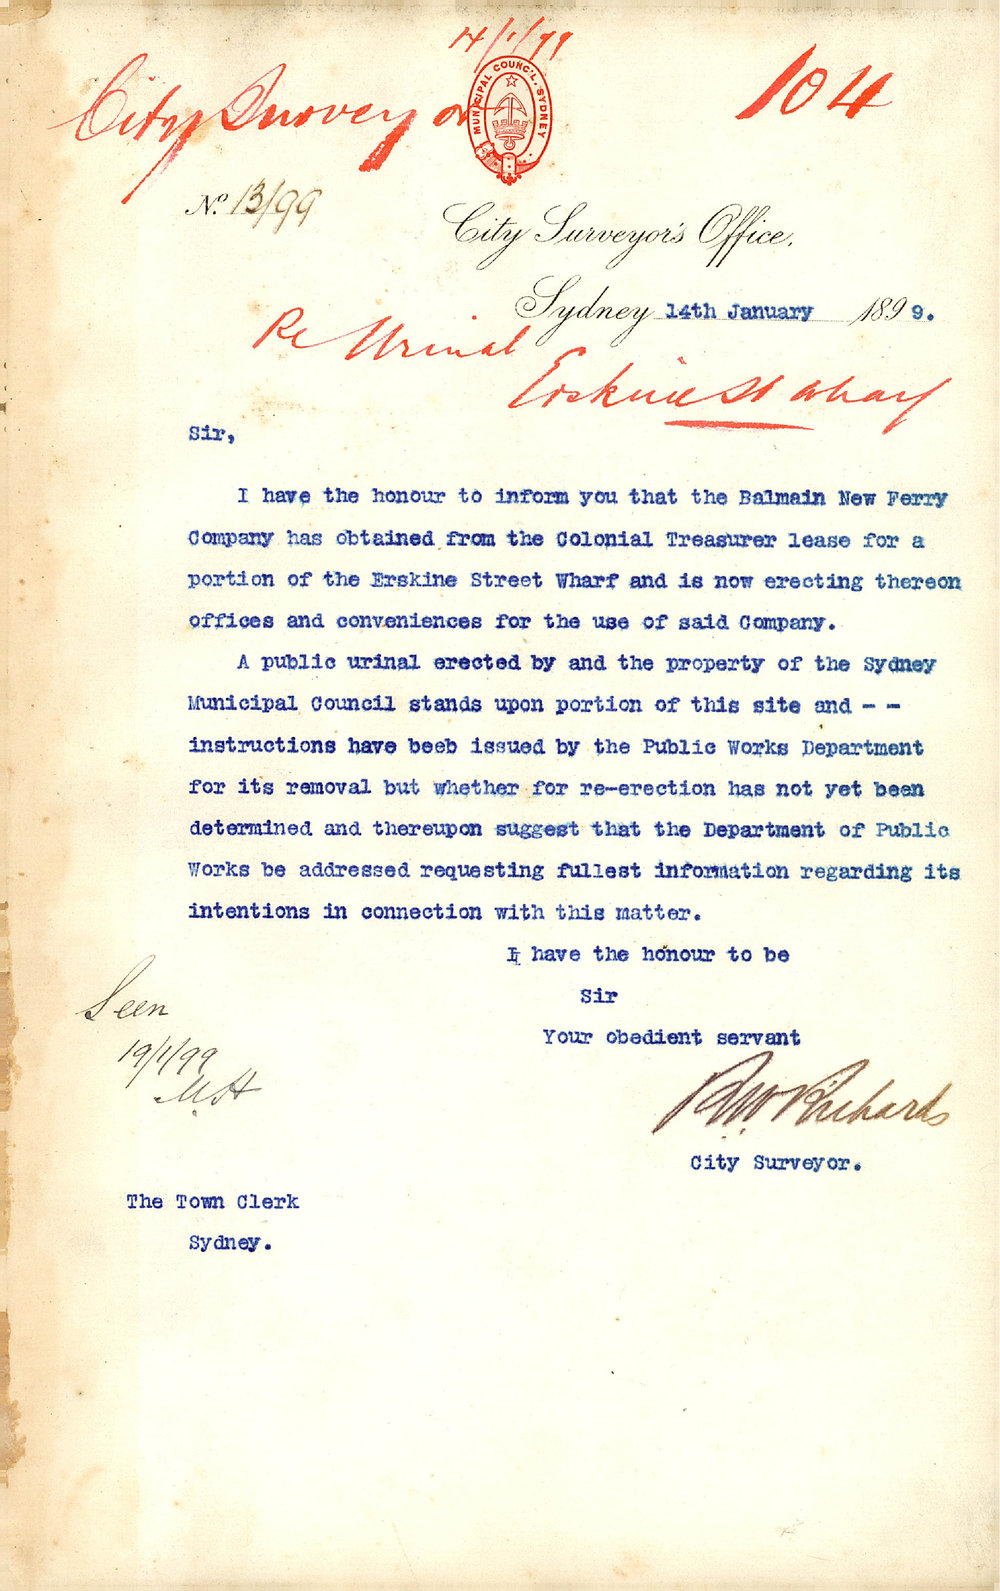 14/1/99
City Surveyor
104
MUNICIPAL COUNCIL. SYDNEY
No. 13/99
City Surveyor's Office,
Sydney 14th January 1899.
Re Urinal
Erskine St Wharf
Sir,
I have the honour to inform you that the Balmain New Ferry
Company has obtained from the Colonial Treasurer lease for a
portion of the Erskine Street Wharf and is now erecting thereon
offices and conveniences for the use of said Company.
A public urinal erected by and the property of the Sydney
Municipal Council stands upon portion of this site and - -
instructions have beeb issued by the Public Works Department
for its removal but whether for re-erection has not yet been
determined and thereupon suggest that the Department of Public
Works be addressed requesting fullest information regarding its
intentions in connection with this matter.
I have the honour to be
Sir
Your obedient servant
Seen
19/1/99
M.H
R.W. Richards
City Surveyor.
The Town Clerk
Sydney.